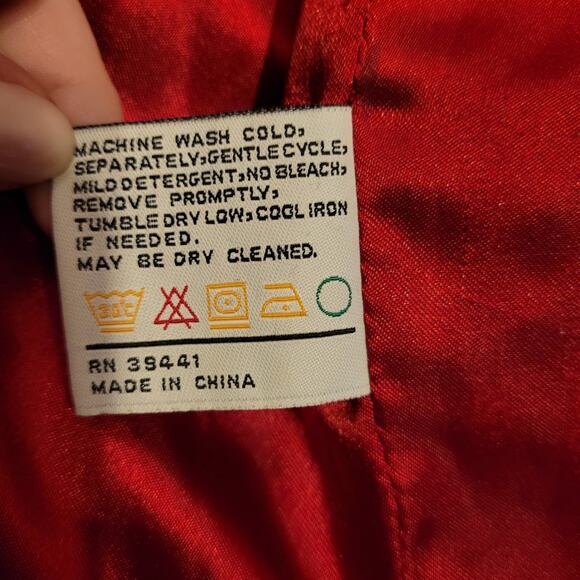 MACHINE WASH COLD,
SEPARATELY,GENTLE CYCLE,
MILD DETERGENT,NO BLEACH,
REMOVE PROMPTLY,
TUMBLE DRY LOW,COOL IRON
IF NEEDED.
MAY BE DRY CLEANED.
30°C
RN 39441
MADE IN CHINA